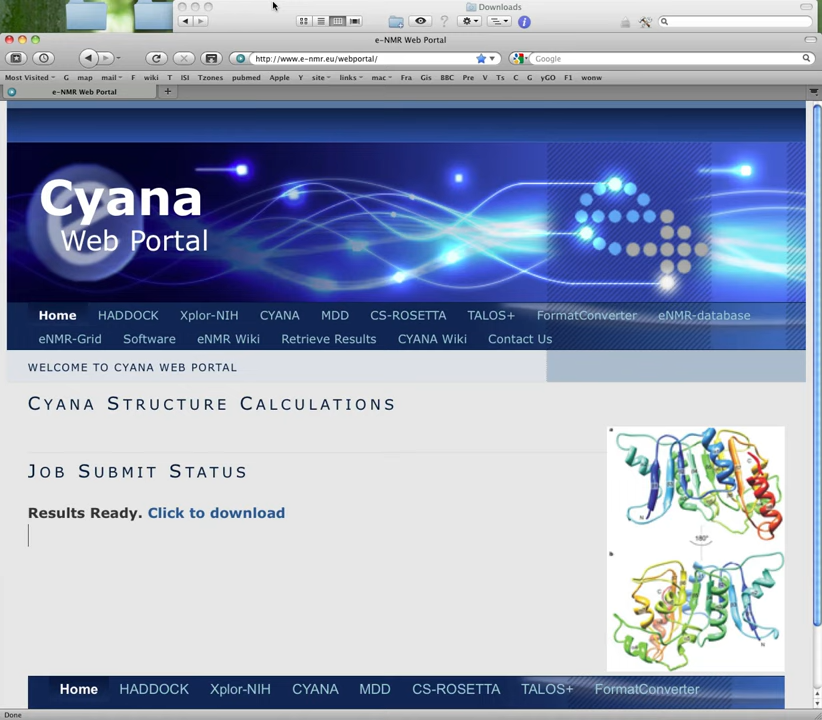 Downloads
e-NMR Web Portal
http://www.e-nmr.eu/webportal/
Google
Most Visited G map mail F wiki T ISI Tzones pubmed Apple Y site links mac Fra Gis BBC Pre V Ts C G yGO F1 wonw
e-NMR Web Portal
Cyana
Web Portal
Home HADDOCK Xplor-NIH CYANA MDD CS-ROSETTA TALOS+ FormatConverter eNMR-database
eNMR-Grid Software eNMR Wiki Retrieve Results CYANA Wiki Contact Us
WELCOME TO CYANA WEB PORTAL
CYANA STRUCTURE CALCULATIONS
JOB SUBMIT STATUS
Results Ready. Click to download
a
N
C
180°
b
C
N
Home HADDOCK Xplor-NIH CYANA MDD CS-ROSETTA TALOS+ FormatConverter
Done